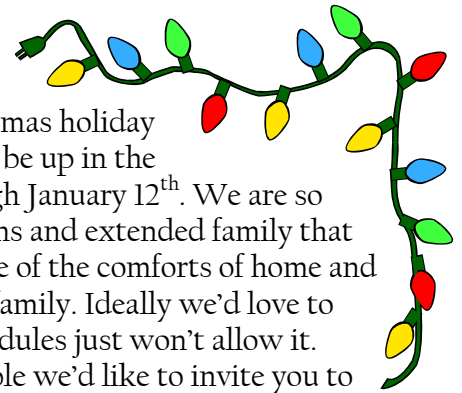 mas holiday
be up in the
gh January 12th. We are so
ns and extended family that
e of the comforts of home and
family. Ideally we'd love to
dules just won't allow it.
ole we'd like to invite you to